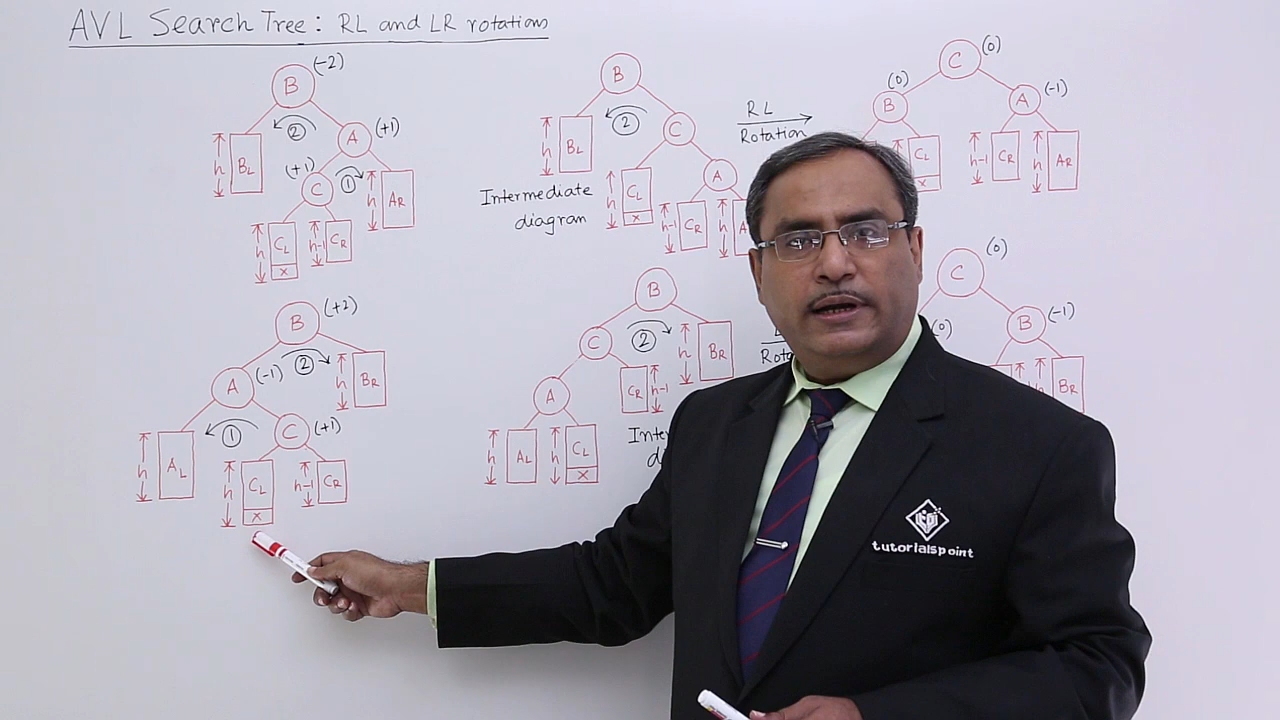 AVL Search Tree: RL and LR rotations
B (-2)
h BL ② A (+1)
(+1) C ① h AR
h CL x h-1 CR
B
h BL ② C
Intermediate diagram
h CL x A
h-1 CR h A
RL
Rotation
C (0)
(0) B A (-1)
CL x h-1 CR h AR
B (+2)
A (-1) ② h BR
h AL ① C (+1)
h CL x h-1 CR
B
C ② h BR
A CR h-1
h AL h CL x
C (0)
(0) B (-1)
h BR
tutorialspoint